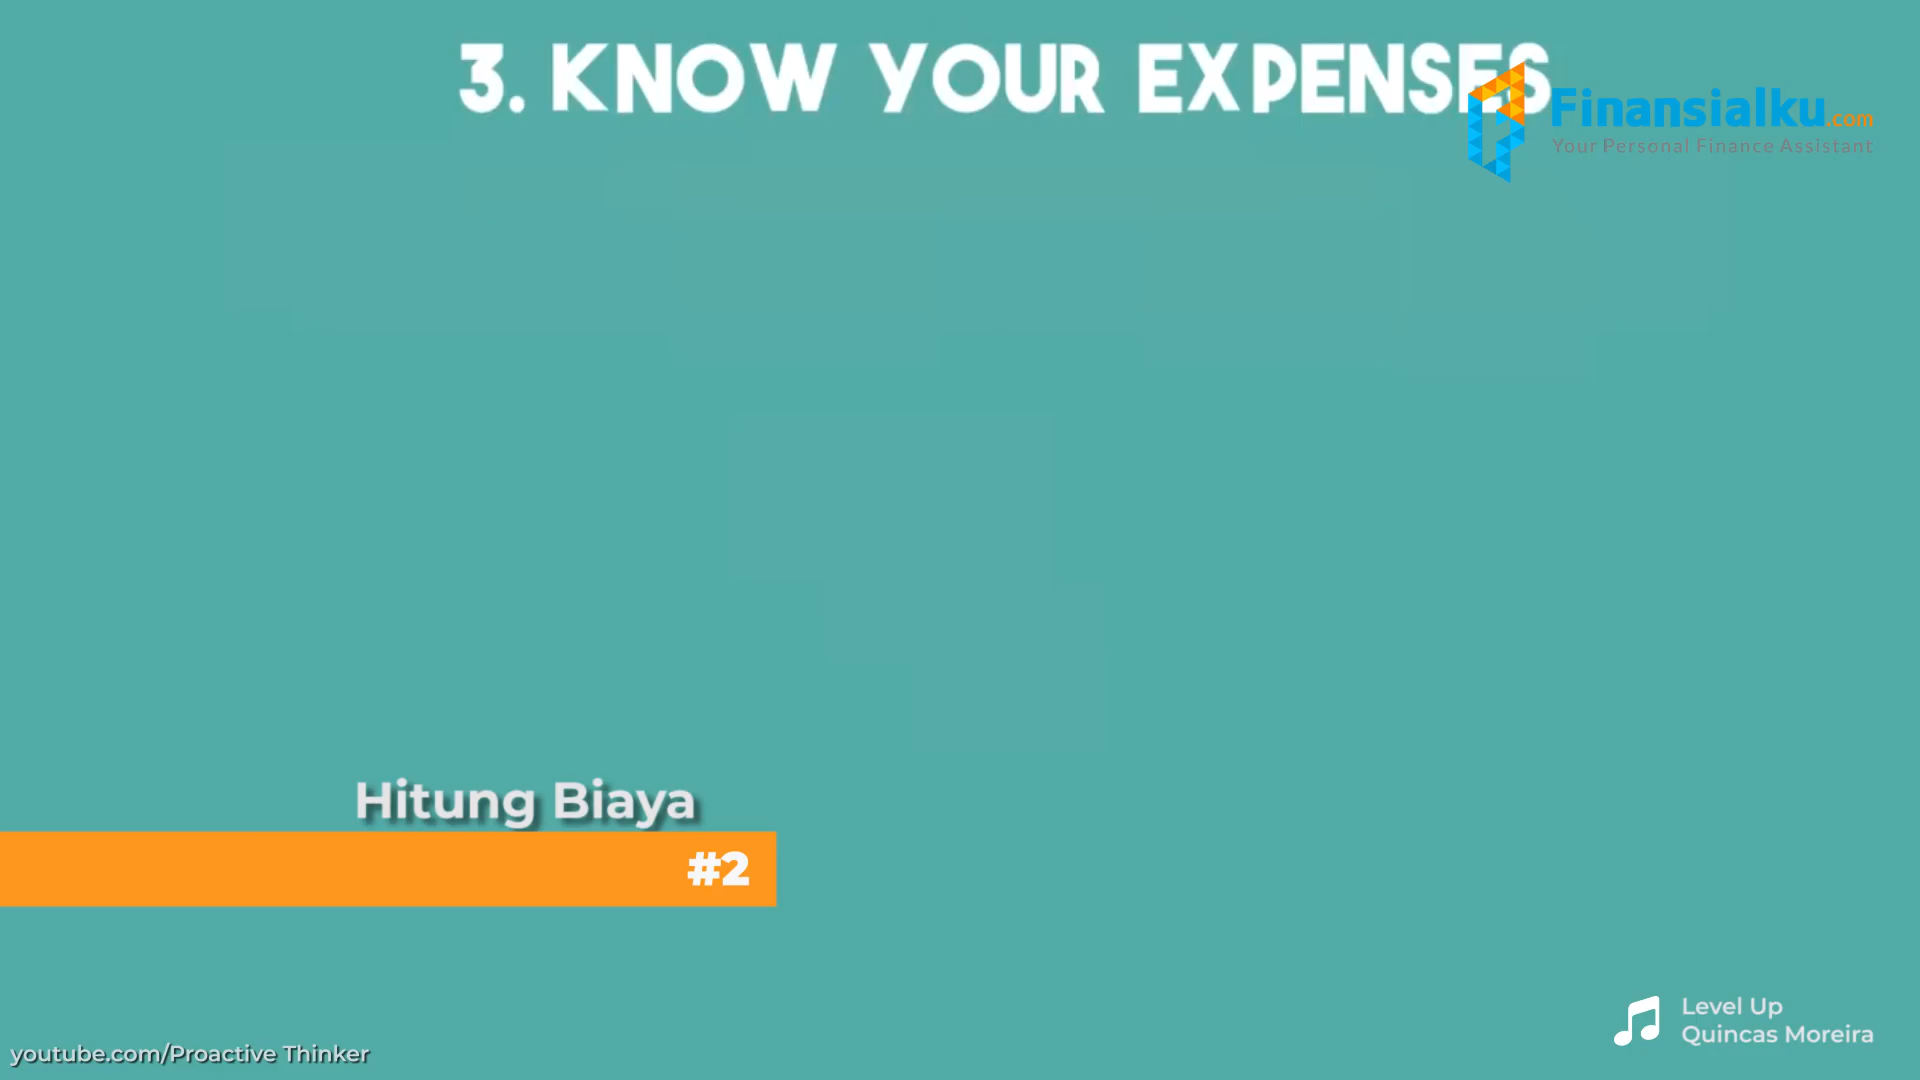 3. KNOW YOUR EXPENSES
Finansialku.com
Your Personal Finance Assistant
Hitung Biaya
#2
Level Up
Quincas Moreira
youtube.com/Proactive Thinker